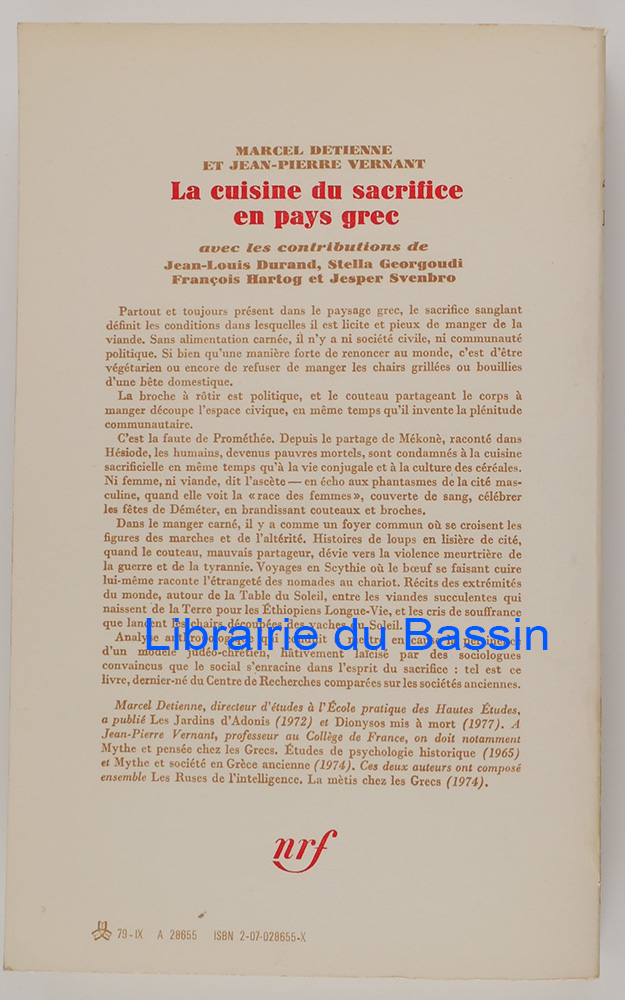 MARCEL DETIENNE
ET JEAN-PIERRE VERNANT
La cuisine du sacrifice
en pays grec
avec les contributions de
Jean-Louis Durand, Stella Georgoudi
François Hartog et Jesper Svenbro
Partout et toujours présent dans le paysage grec, le sacrifice sanglant
définit les conditions dans lesquelles il est licite et pieux de manger de la
viande. Sans alimentation carnée, il n'y a ni société civile, ni communauté
politique. Si bien qu'une manière forte de renoncer au monde, c'est d'être
végétarien ou encore de refuser de manger les chairs grillées ou bouillies
d'une bête domestique.
La broche à rôtir est politique, et le couteau partageant le corps à
manger découpe l'espace civique, en même temps qu'il invente la plénitude
communautaire.
C'est la faute de Prométhée. Depuis le partage de Mékonè, raconté dans
Hésiode, les humains, devenus pauvres mortels, sont condamnés à la cuisine
sacrificielle en même temps qu'à la vie conjugale et à la culture des céréales.
Ni femme, ni viande, dit l'ascète — en écho aux phantasmes de la cité mas-
culine, quand elle voit la « race des femmes », couverte de sang, célébrer
les fêtes de Déméter, en brandissant couteaux et broches.
Dans le manger carné, il y a comme un foyer commun où se croisent les
figures des marches et de l'altérité. Histoires de loups en lisière de cité,
quand le couteau, mauvais partageur, dévie vers la violence meurtrière de
la guerre et de la tyrannie. Voyages en Scythie où le bœuf se faisant cuire
lui-même raconte l'étrangeté des nomades au chariot. Récits des extrémités
du monde, autour de la Table du Soleil, entre les viandes succulentes qui
naissent de la Terre pour les Éthiopiens Longue-Vie, et les cris de souffrance
que lancent les chairs découpées des vaches du Soleil.
Librairie du Bassin
Analyse anthropologique qui conduit à mettre en cause la pertinence
d'un modèle judéo-chrétien, hâtivement laïcisé par des sociologues
convaincus que le social s'enracine dans l'esprit du sacrifice : tel est ce
livre, dernier-né du Centre de Recherches comparées sur les sociétés anciennes.
Marcel Detienne, directeur d'études à l'École pratique des Hautes Études,
a publié Les Jardins d'Adonis (1972) et Dionysos mis à mort (1977). A
Jean-Pierre Vernant, professeur au Collège de France, on doit notamment
Mythe et pensée chez les Grecs. Études de psychologie historique (1965)
et Mythe et société en Grèce ancienne (1974). Ces deux auteurs ont composé
ensemble Les Ruses de l'intelligence. La mètis chez les Grecs (1974).
nrf
79-IX A 28655 ISBN 2-07-028655-X